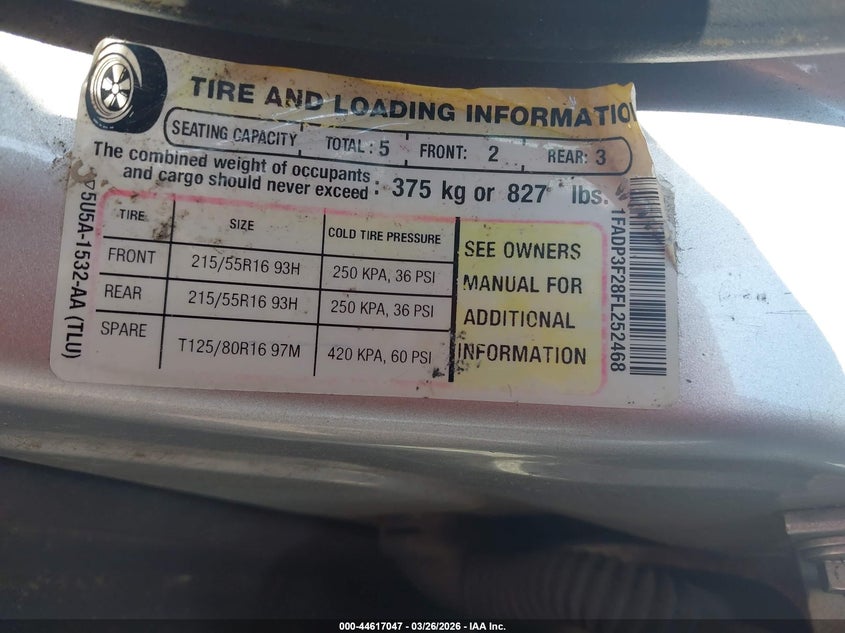 TIRE AND LOADING INFORMATIO
SEATING CAPACITY TOTAL : 5 FRONT: 2 REAR: 3
The combined weight of occupants
and cargo should never exceed : 375 kg or 827 lbs.
TIRE SIZE COLD TIRE PRESSURE
FRONT 215/55R16 93H 250 KPA, 36 PSI
REAR 215/55R16 93H 250 KPA, 36 PSI
SPARE T125/80R16 97M 420 KPA, 60 PSI
SEE OWNERS
MANUAL FOR
ADDITIONAL
INFORMATION
5U5A-1532-AA (TLU)
1FADP3F28FL252468
000-44617047 — 03/26/2026 — IAA Inc.